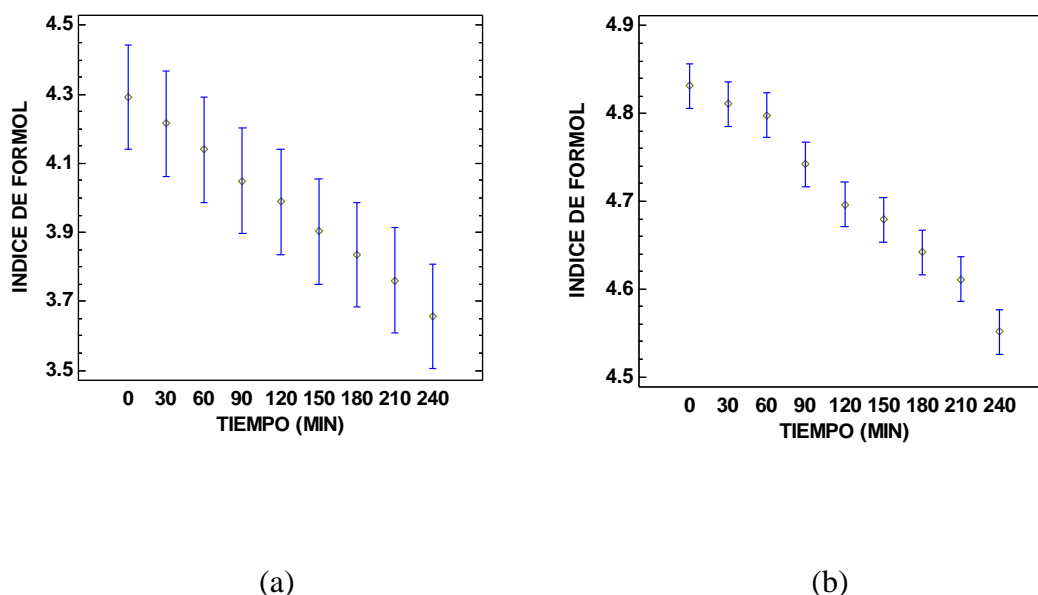 4.5
4.3
4.1
3.9
3.7
3.5
INDICE DE FORMOL
0 30 60 90 120 150 180 210 240
TIEMPO (MIN)
4.9
4.8
4.7
4.6
4.5
INDICE DE FORMOL
0 30 60 90 120 150 180 210 240
TIEMPO (MIN)
(a)
(b)